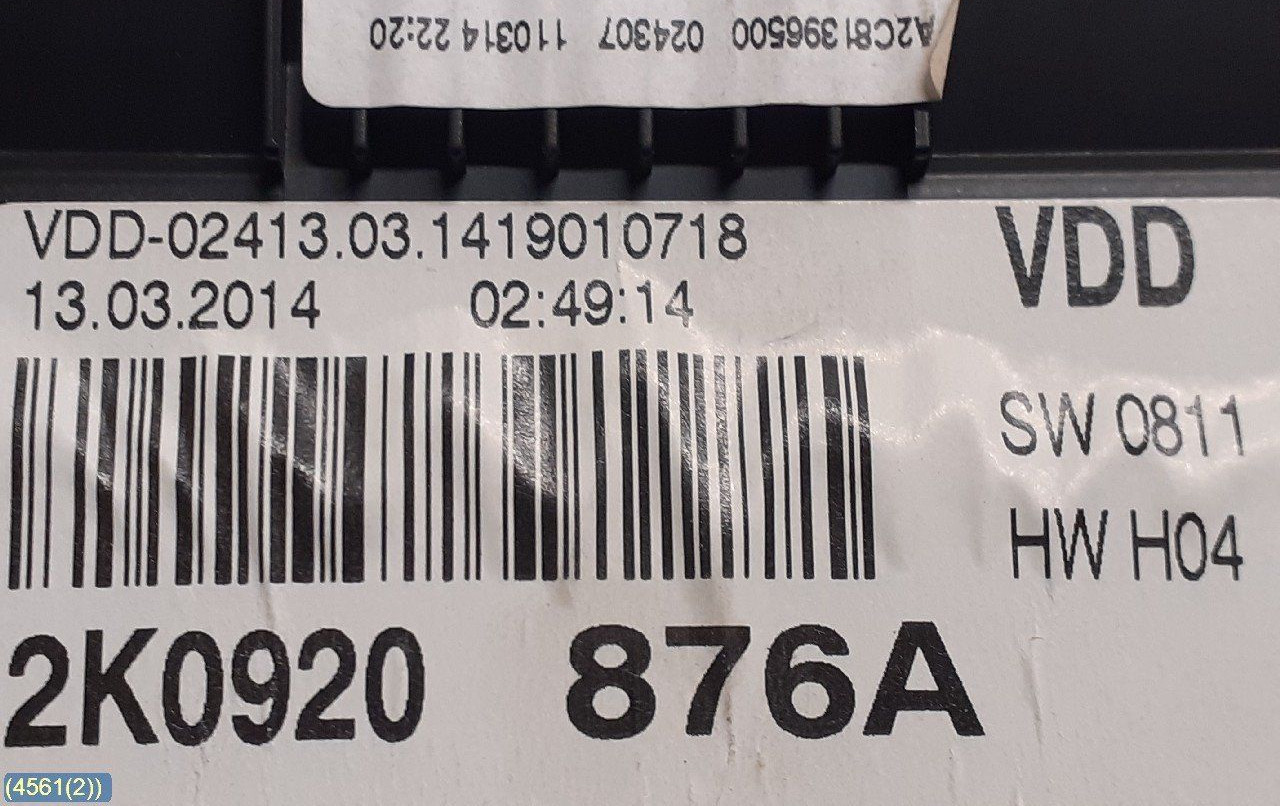 A2C81396500 024307 110314 22:20
VDD-02413.03.1419010718
13.03.2014 02:49:14
VDD
SW 0811
HW H04
2K0920 876A
(4561(2))